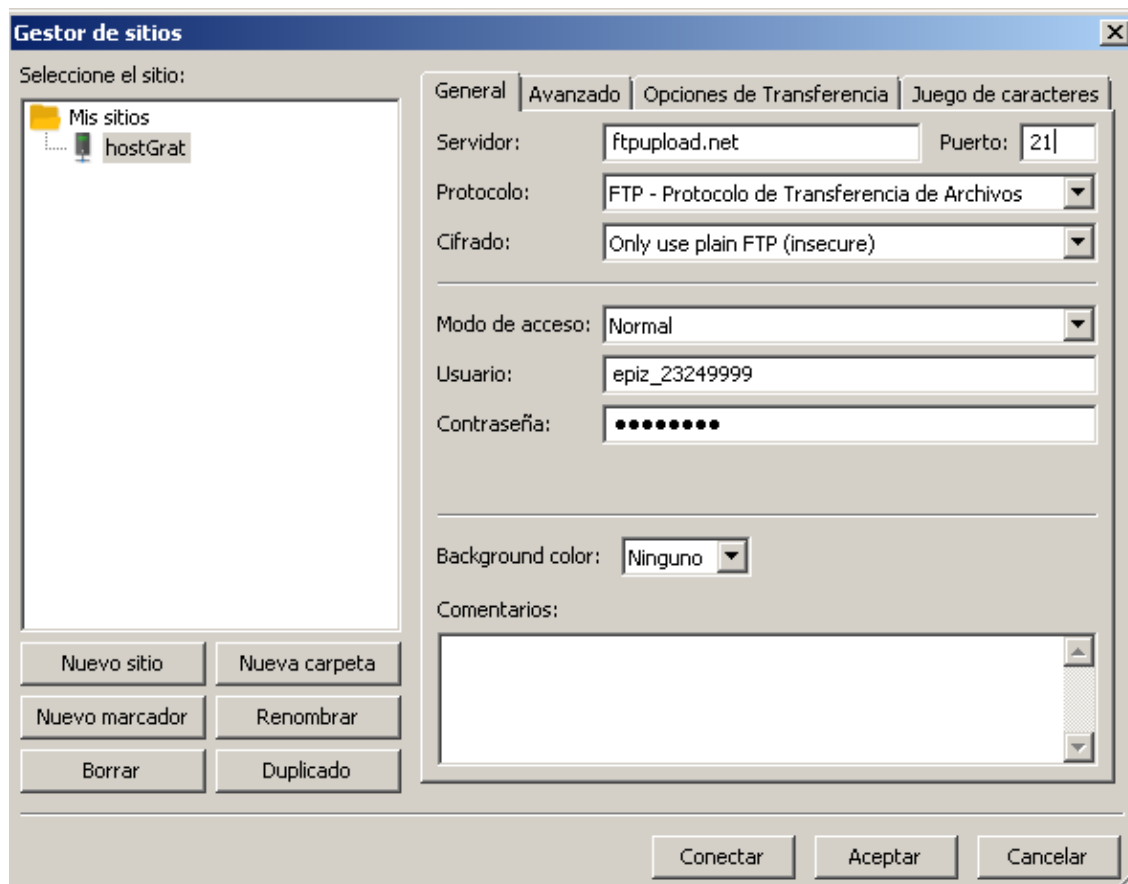 Gestor de sitios
Seleccione el sitio:
Mis sitios
hostGrat
Nuevo sitio
Nueva carpeta
Nuevo marcador
Renombrar
Borrar
Duplicado
General
Avanzado
Opciones de Transferencia
Juego de caracteres
Servidor: ftpupload.net Puerto: 21
Protocolo: FTP - Protocolo de Transferencia de Archivos
Cifrado: Only use plain FTP (insecure)
Modo de acceso: Normal
Usuario: epiz_23249999
Contraseña: ●●●●●●●●
Background color: Ninguno
Comentarios:
Conectar
Aceptar
Cancelar